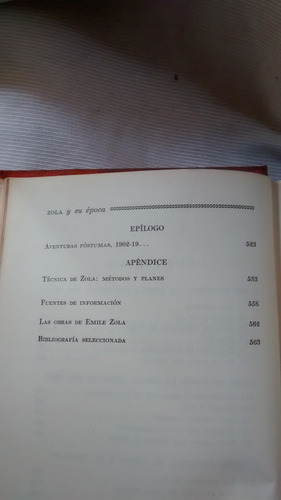 ZOLA y su época
EPÍLOGO
AVENTURAS PÓSTUMAS, 1902-19... 523
APÉNDICE
TÉCNICA DE ZOLA: MÉTODOS Y PLANES 533
FUENTES DE INFORMACIÓN 558
LAS OBRAS DE EMILE ZOLA 564
BIBLIOGRAFÍA SELECCIONADA 563